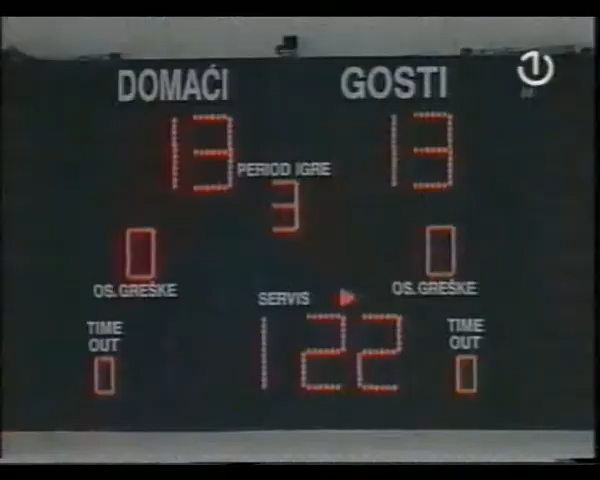 DOMAĆI GOSTI
1
13 13
PERIOD IGRE
3
0 0
OS. GREŠKE OS. GREŠKE
SERVIS
TIME OUT TIME OUT
1 22
0 0